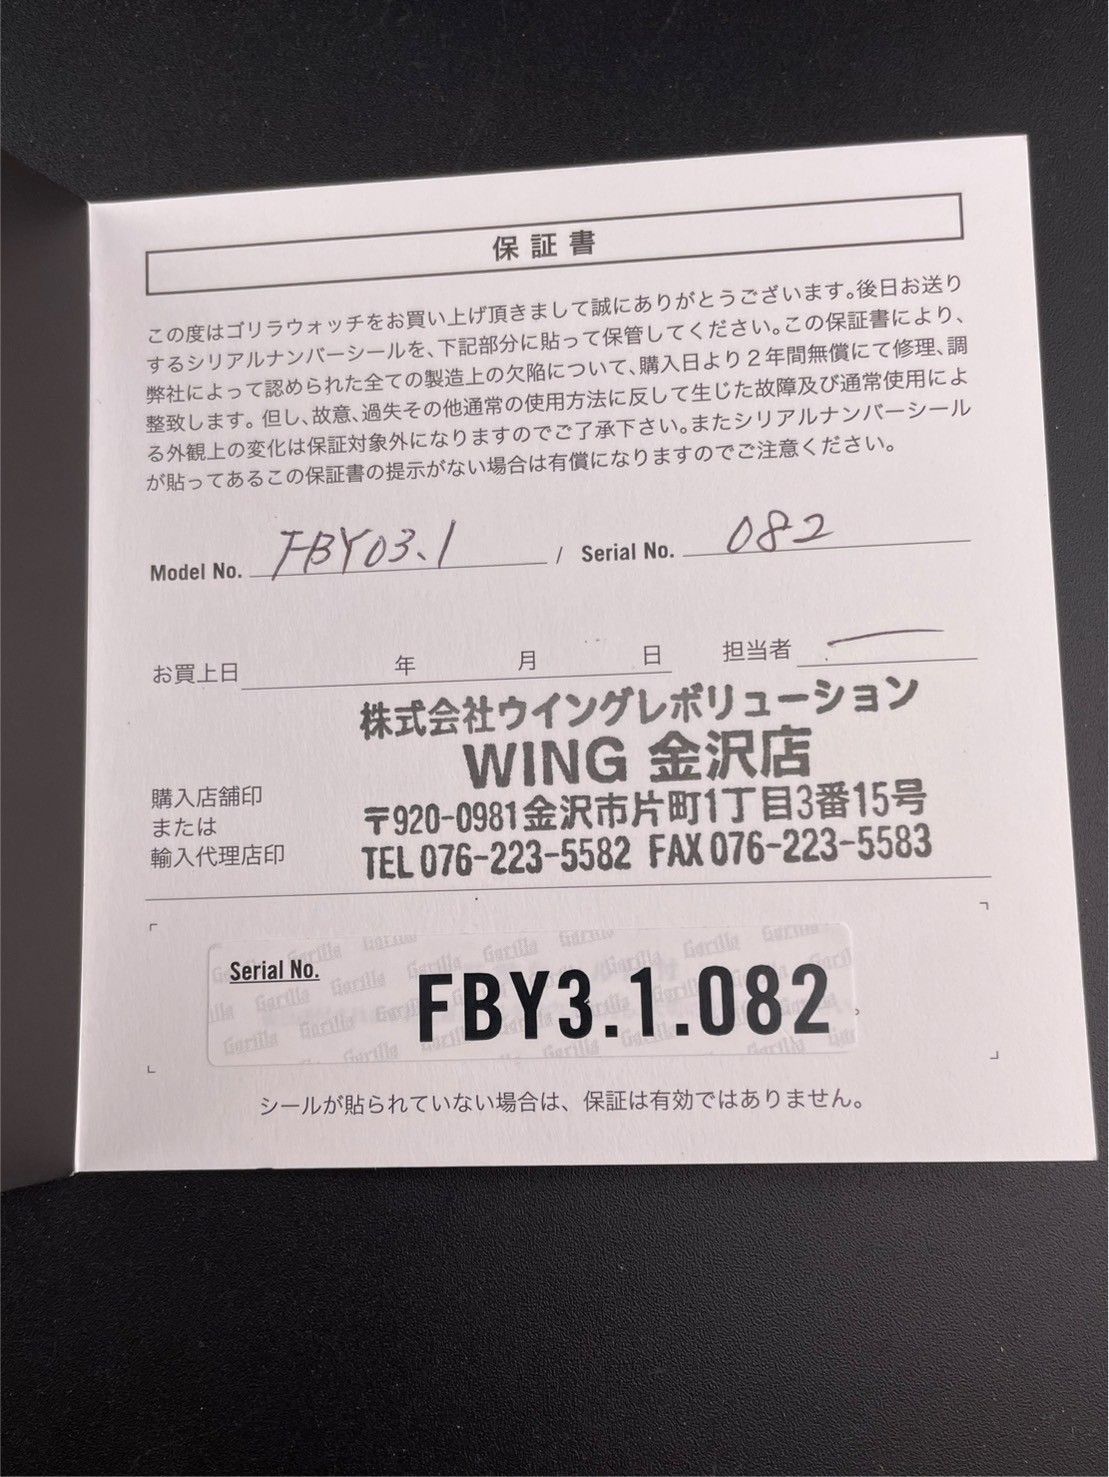 保証書
この度はゴリラウォッチをお買い上げ頂きまして誠にありがとうございます。後日お送り
するシリアルナンバーシールを、下記部分に貼って保管してください。この保証書により、
弊社によって認められた全ての製造上の欠陥について、購入日より2年間無償にて修理、調
整致します。但し、故意、過失その他通常の使用方法に反して生じた故障及び通常使用によ
る外観上の変化は保証対象外になりますのでご了承下さい。またシリアルナンバーシール
が貼ってあるこの保証書の提示がない場合は有償になりますのでご注意ください。
Model No. FBY03.1 / Serial No. 082
お買上日 年 月 日 担当者
株式会社ウイングレボリューション
WING 金沢店
〒920-0981金沢市片町1丁目3番15号
TEL 076-223-5582 FAX 076-223-5583
購入店舗印
または
輸入代理店印
Serial No. FBY3.1.082
シールが貼られていない場合は、保証は有効ではありません。